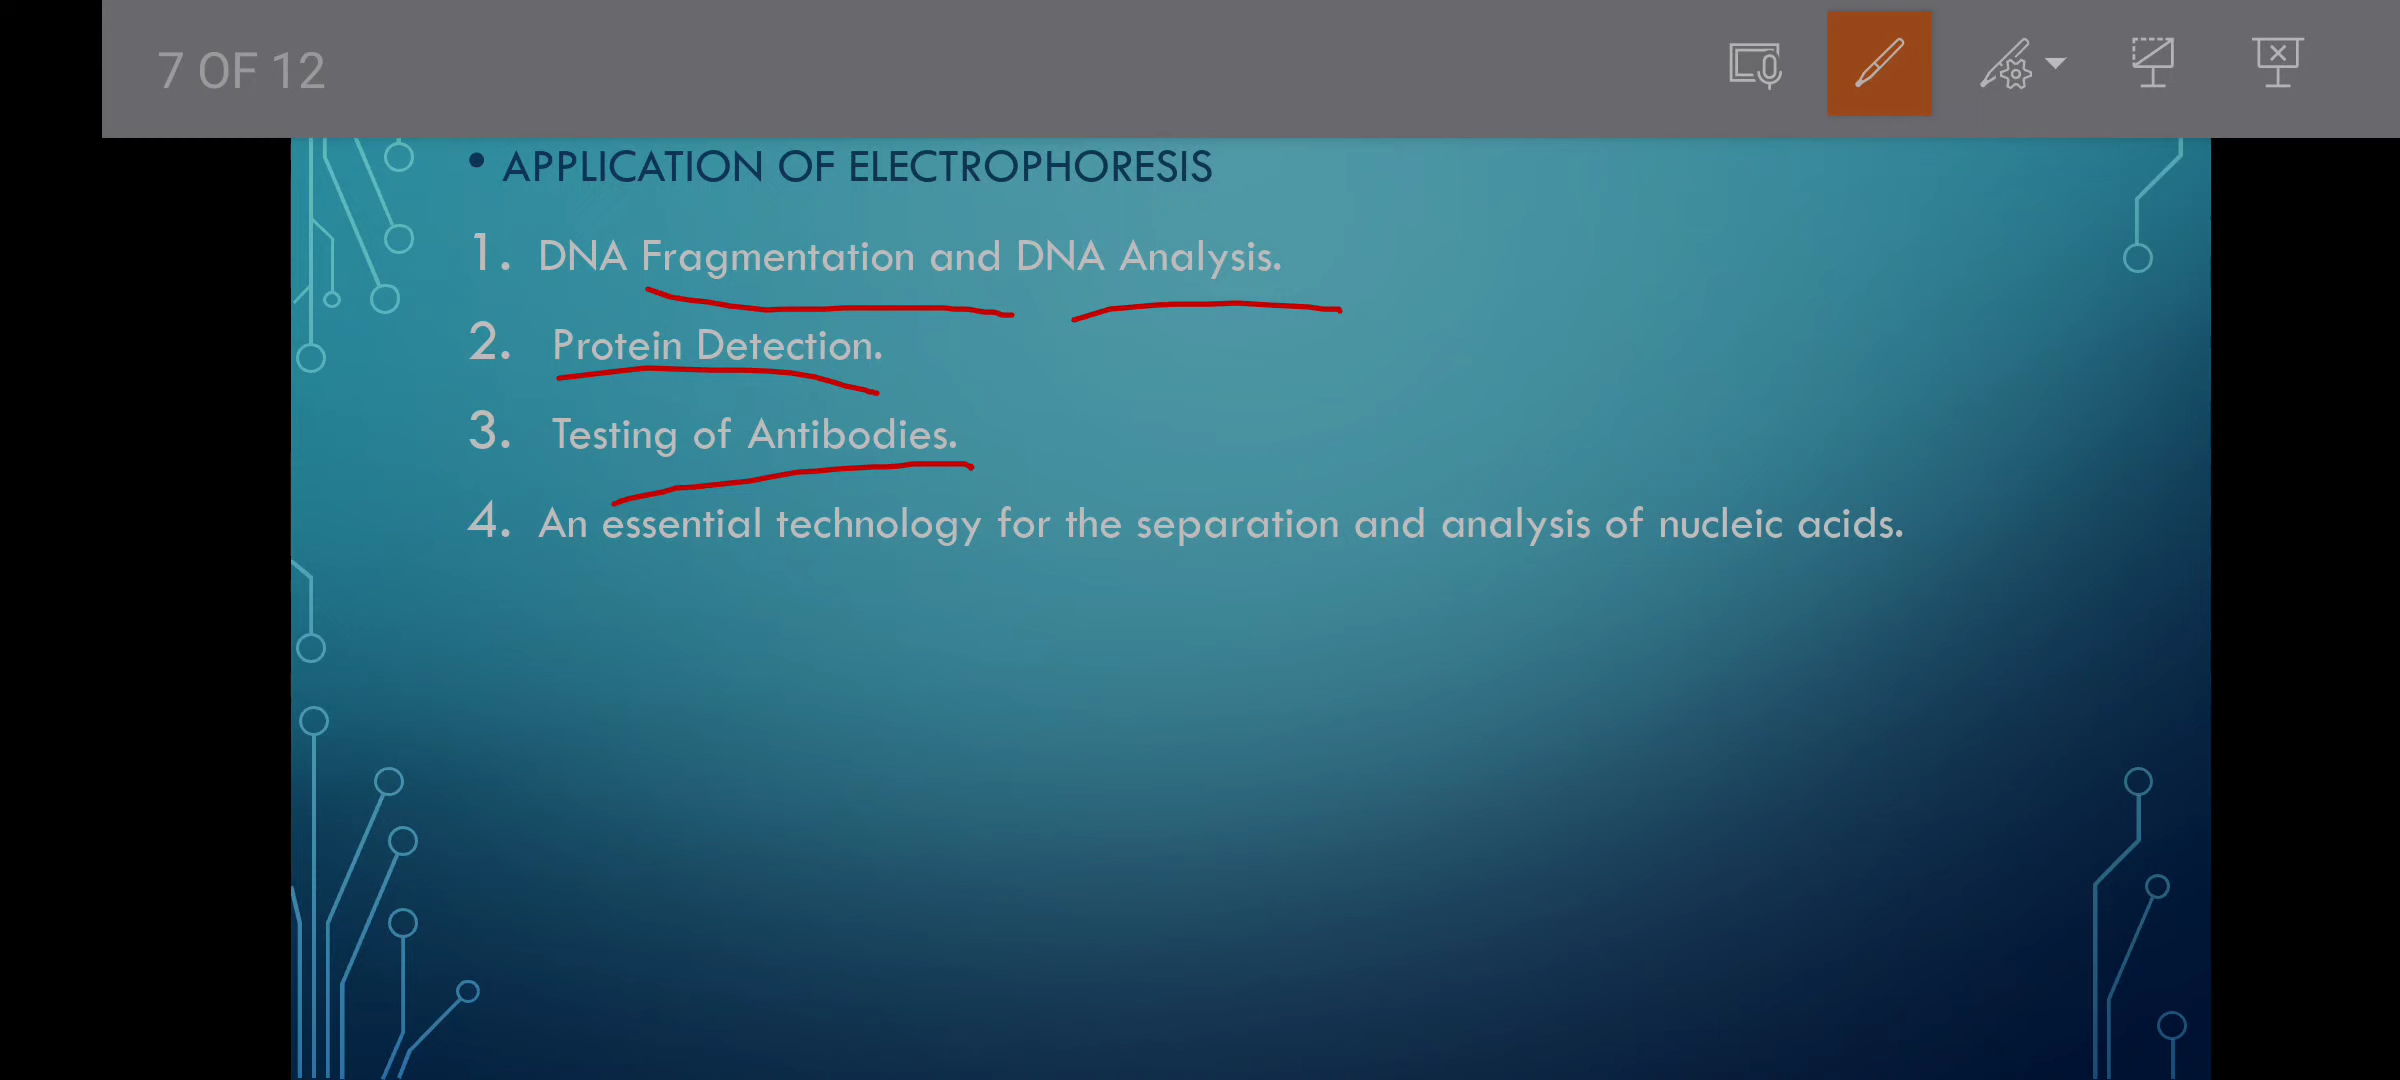 7 OF 12
• APPLICATION OF ELECTROPHORESIS
1. DNA Fragmentation and DNA Analysis.
2. Protein Detection.
3. Testing of Antibodies.
4. An essential technology for the separation and analysis of nucleic acids.